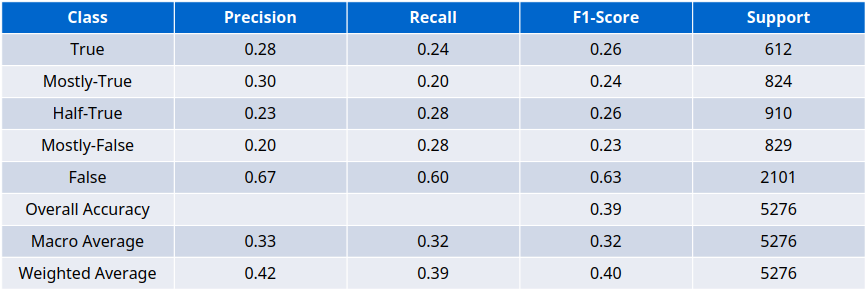 Class Precision Recall F1-Score Support
True 0.28 0.24 0.26 612
Mostly-True 0.30 0.20 0.24 824
Half-True 0.23 0.28 0.26 910
Mostly-False 0.20 0.28 0.23 829
False 0.67 0.60 0.63 2101
Overall Accuracy 0.39 5276
Macro Average 0.33 0.32 0.32 5276
Weighted Average 0.42 0.39 0.40 5276